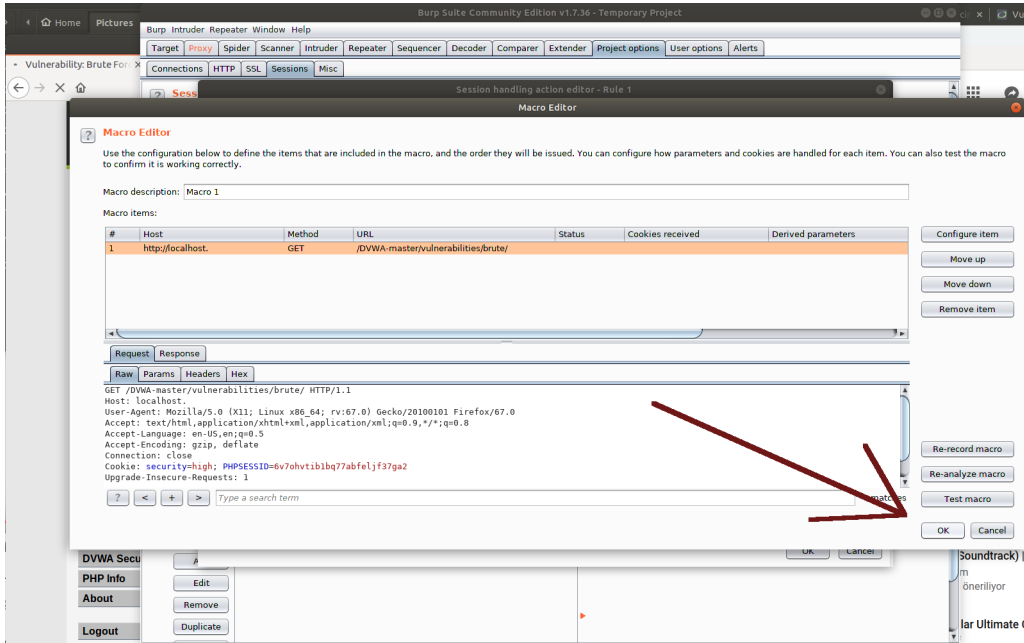 Burp Suite Community Edition v1.7.36 - Temporary Project
Home Pictures
Burp Intruder Repeater Window Help
Target Proxy Spider Scanner Intruder Repeater Sequencer Decoder Comparer Extender Project options User options Alerts
Vulnerability: Brute For
Connections HTTP SSL Sessions Misc
? Sess
Session handling action editor - Rule 1
Macro Editor
? Macro Editor
Use the configuration below to define the items that are included in the macro, and the order they will be issued. You can configure how parameters and cookies are handled for each item. You can also test the macro
to confirm it is working correctly.
Macro description: Macro 1
Macro items:
# Host Method URL Status Cookies received Derived parameters
1 http://localhost. GET /DVWA-master/vulnerabilities/brute/
Configure item
Move up
Move down
Remove item
Request Response
Raw Params Headers Hex
GET /DVWA-master/vulnerabilities/brute/ HTTP/1.1
Host: localhost.
User-Agent: Mozilla/5.0 (X11; Linux x86_64; rv:67.0) Gecko/20100101 Firefox/67.0
Accept: text/html,application/xhtml+xml,application/xml;q=0.9,*/*;q=0.8
Accept-Language: en-US,en;q=0.5
Accept-Encoding: gzip, deflate
Connection: close
Cookie: security=high; PHPSESSID=6v7ohvtib1bq77abfeljf37ga2
Upgrade-Insecure-Requests: 1
? < + > Type a search term matches
Re-record macro
Re-analyze macro
Test macro
OK Cancel
OK Cancel
DVWA Secu
PHP Info
About
Logout
Edit
Remove
Duplicate
Soundtrack)
öneriliyor
lar Ultimate